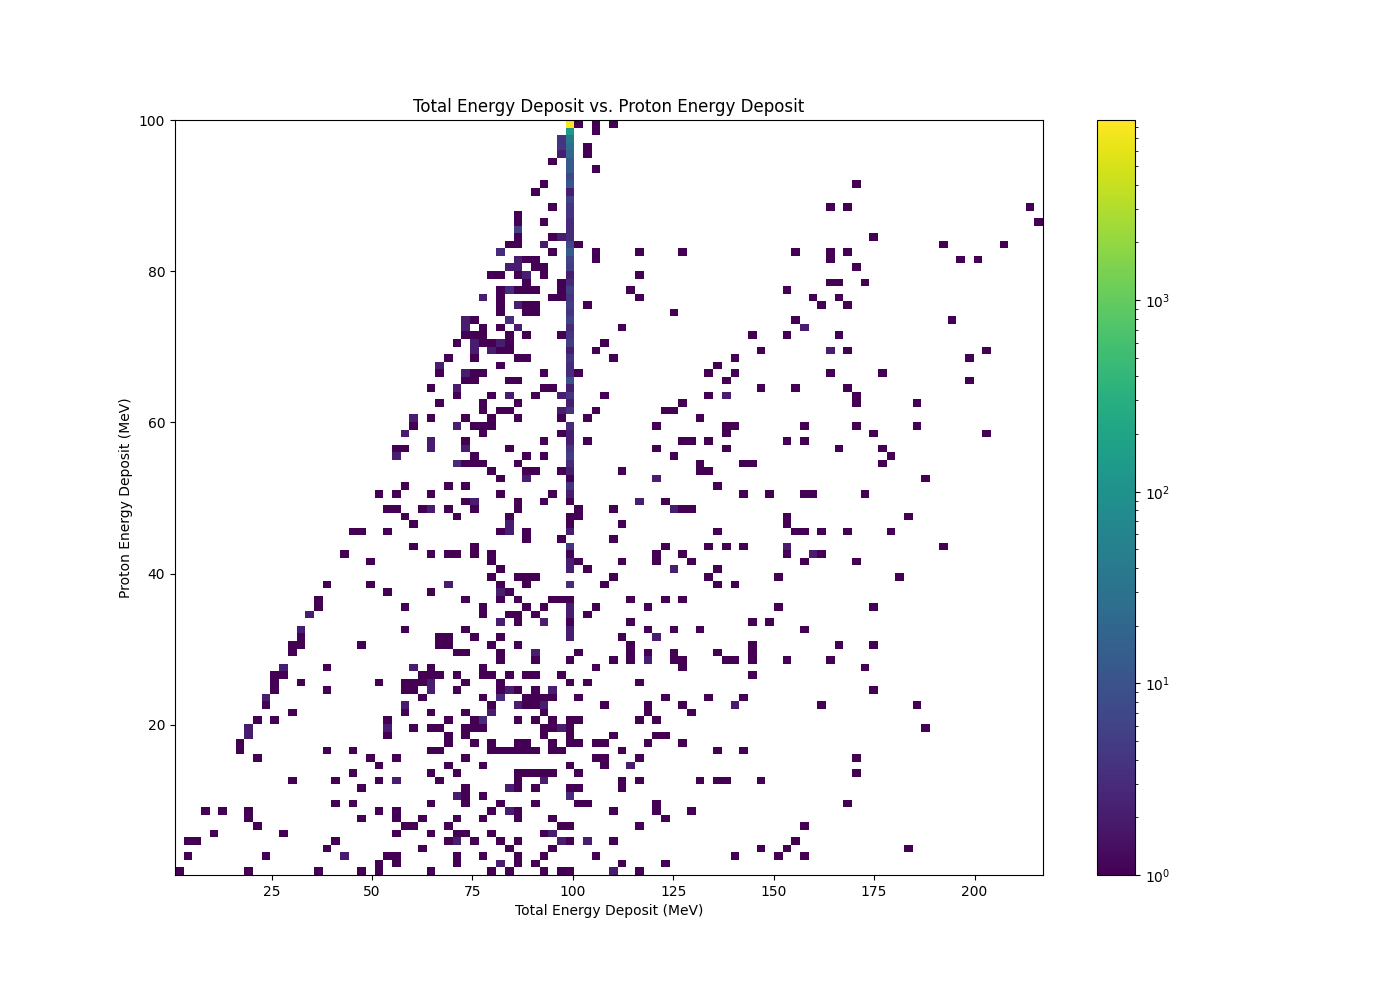 Total Energy Deposit vs. Proton Energy Deposit
100
80
60
40
20
Proton Energy Deposit (MeV)
25 50 75 100 125 150 175 200
Total Energy Deposit (MeV)
10³
10²
10¹
10⁰